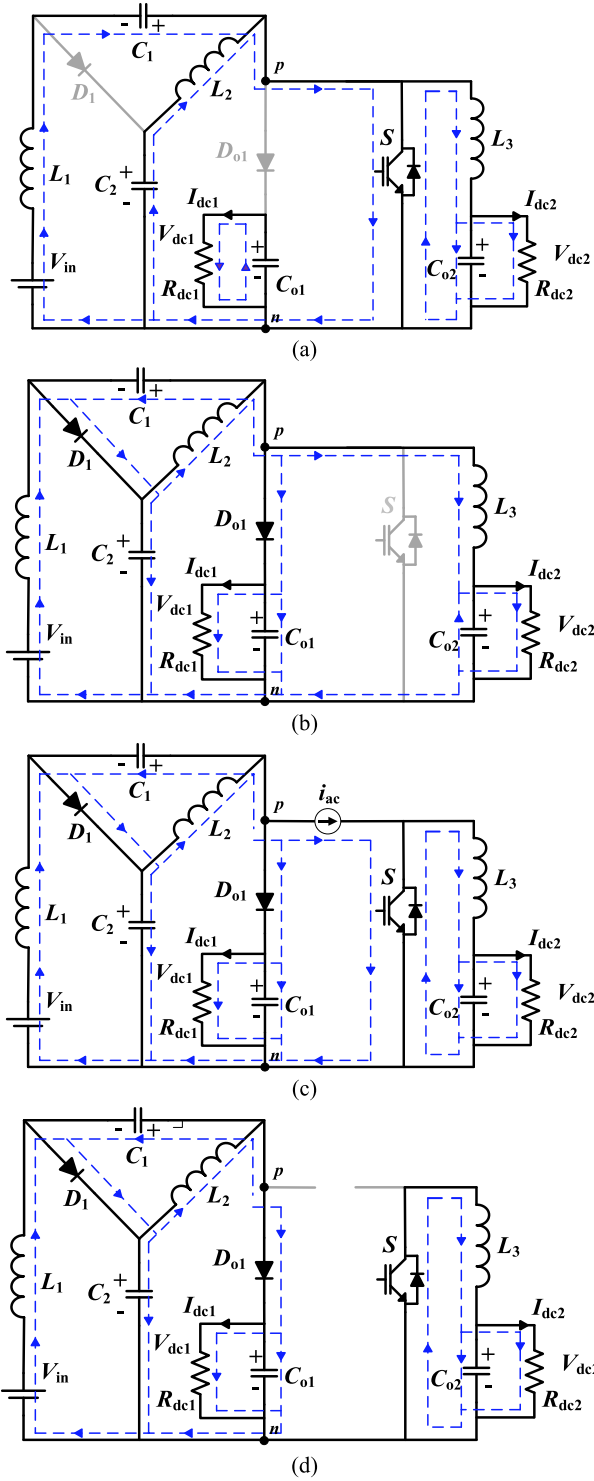 - +
C1
p
D1
L2
S
Do1
L3
L1
C2 +
-
Idc1
Idc2
Vdc1
+
-
Vin
Co1
Co2
+
-
Vdc2
Rdc1
Rdc2
n
(a)
- +
C1
p
D1
L2
S
L3
L1
Do1
C2 +
-
Idc1
Idc2
Vdc1
+
-
Vin
Co1
Co2
+
-
Vdc2
Rdc1
Rdc2
n
(b)
- +
C1
iac
p
D1
L2
S
L3
Do1
L1
C2 +
-
Idc1
Idc2
Vdc1
+
-
Vin
Co1
Co2
+
-
Vdc2
Rdc1
Rdc2
n
(c)
- +
C1
p
D1
L2
S
L3
Do1
L1
C2 +
-
Idc1
Idc2
Vdc1
+
-
Vin
Co1
Co2
+
-
Rdc1
Rdc2
n
(d)